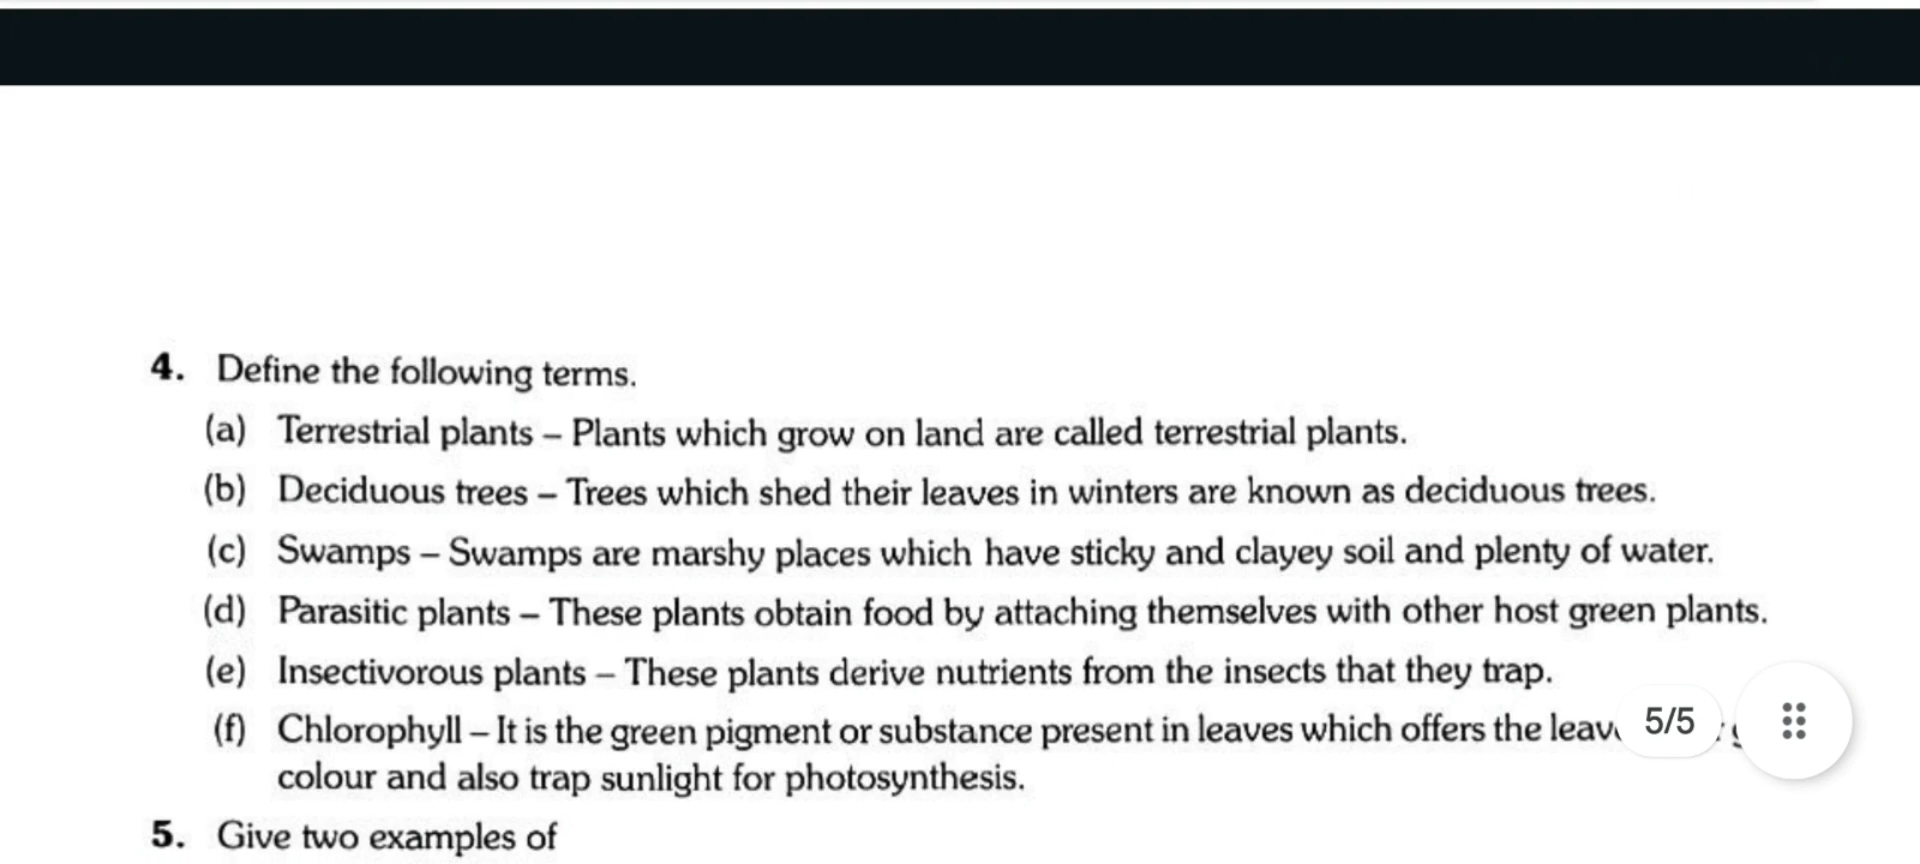 4. Define the following terms.
(a) Terrestrial plants – Plants which grow on land are called terrestrial plants.
(b) Deciduous trees – Trees which shed their leaves in winters are known as deciduous trees.
(c) Swamps – Swamps are marshy places which have sticky and clayey soil and plenty of water.
(d) Parasitic plants – These plants obtain food by attaching themselves with other host green plants.
(e) Insectivorous plants – These plants derive nutrients from the insects that they trap.
(f) Chlorophyll – It is the green pigment or substance present in leaves which offers the
5/5
colour and also trap sunlight for photosynthesis.
5. Give two examples of